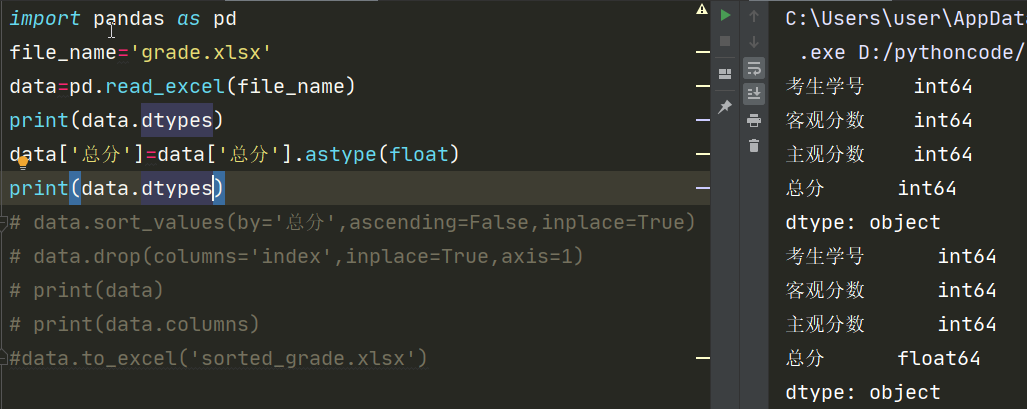 import pandas as pd
file_name='grade.xlsx'
data=pd.read_excel(file_name)
print(data.dtypes)
data['总分']=data['总分'].astype(float)
print(data.dtypes)
# data.sort_values(by='总分',ascending=False,inplace=True)
# data.drop(columns='index',inplace=True,axis=1)
# print(data)
# print(data.columns)
#data.to_excel('sorted_grade.xlsx')
C:\Users\user\AppData
.exe D:/pythoncode/
考生学号 int64
客观分数 int64
主观分数 int64
总分 int64
dtype: object
考生学号 int64
客观分数 int64
主观分数 int64
总分 float64
dtype: object